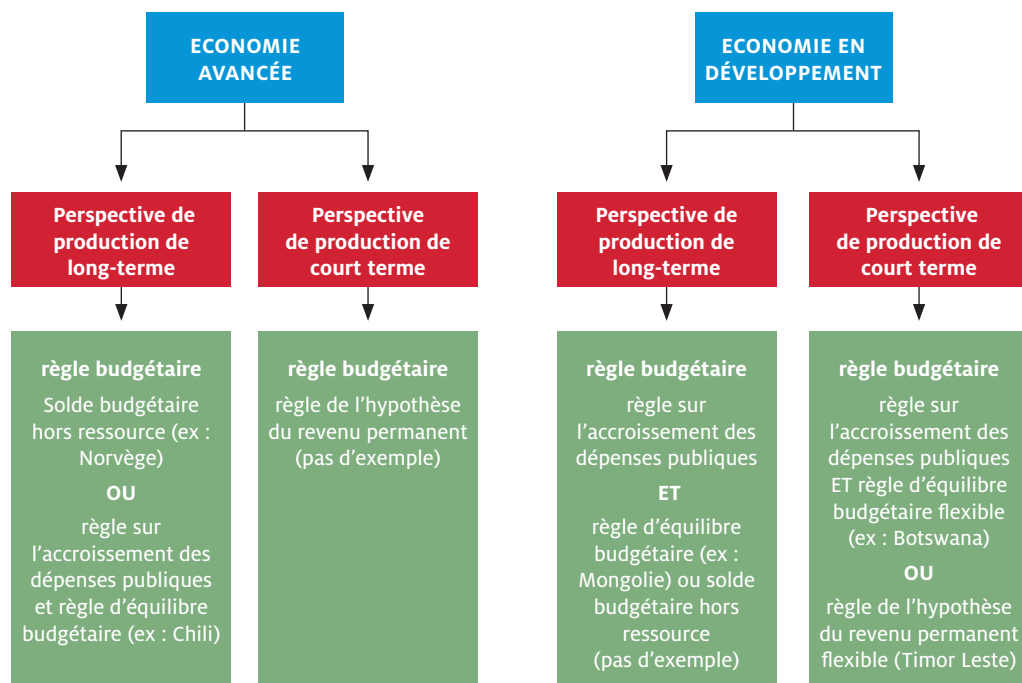 ECONOMIE
AVANCÉE
ECONOMIE EN
DÉVELOPPEMENT
Perspective de
production de
long-terme
Perspective
de production de
court terme
Perspective de
production de
long-terme
Perspective
de production de
court terme
règle budgétaire
Solde budgétaire
hors ressource (ex :
Norvège)
OU
règle sur
l'accroissement des
dépenses publiques
et règle d'équilibre
budgétaire (ex : Chili)
règle budgétaire
règle de l'hypothèse
du revenu permanent
(pas d'exemple)
règle budgétaire
règle sur
l'accroissement des
dépenses publiques
ET
règle d'équilibre
budgétaire (ex :
Mongolie) ou solde
budgétaire hors
ressource
(pas d'exemple)
règle budgétaire
règle sur
l'accroissement des
dépenses publiques
ET règle d'équilibre
budgétaire flexible
(ex : Botswana)
OU
règle de l'hypothèse
du revenu permanent
flexible (Timor Leste)